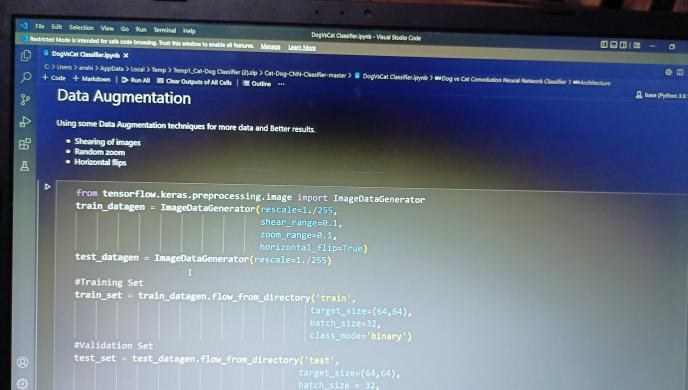 File Edit Selection View Go Run Terminal Help
DogVsCat Classifier.ipynb - Visual Studio Code
Restricted Mode is intended for safe code browsing. Trust this window to enable all features. Manage Learn More
DogVsCat Classifier.ipynb X
C: > Users > anshi > AppData > Local > Temp > Temp1_Cat-Dog Classifier (2).zip > Cat-Dog-CNN-Classifier-master > DogVsCat Classifier.ipynb > Dog vs Cat Convolution Neural Network Classifier > Architecture
+ Code + Markdown Run All Clear Outputs of All Cells Outline ...
base (Python 3.9.
Data Augmentation
Using some Data Augmentation techniques for more data and Better results.
• Shearing of images
• Random zoom
• Horizontal flips
from tensorflow.keras.preprocessing.image import ImageDataGenerator
train_datagen = ImageDataGenerator(rescale=1./255,
shear_range=0.1,
zoom_range=0.1,
horizontal_flip=True)
test_datagen = ImageDataGenerator(rescale=1./255)
#Training Set
train_set = train_datagen.flow_from_directory('train',
target_size=(64,64),
batch_size=32,
class_mode='binary')
#Validation Set
test_set = test_datagen.flow_from_directory('test',
target_size=(64,64),
batch_size = 32,